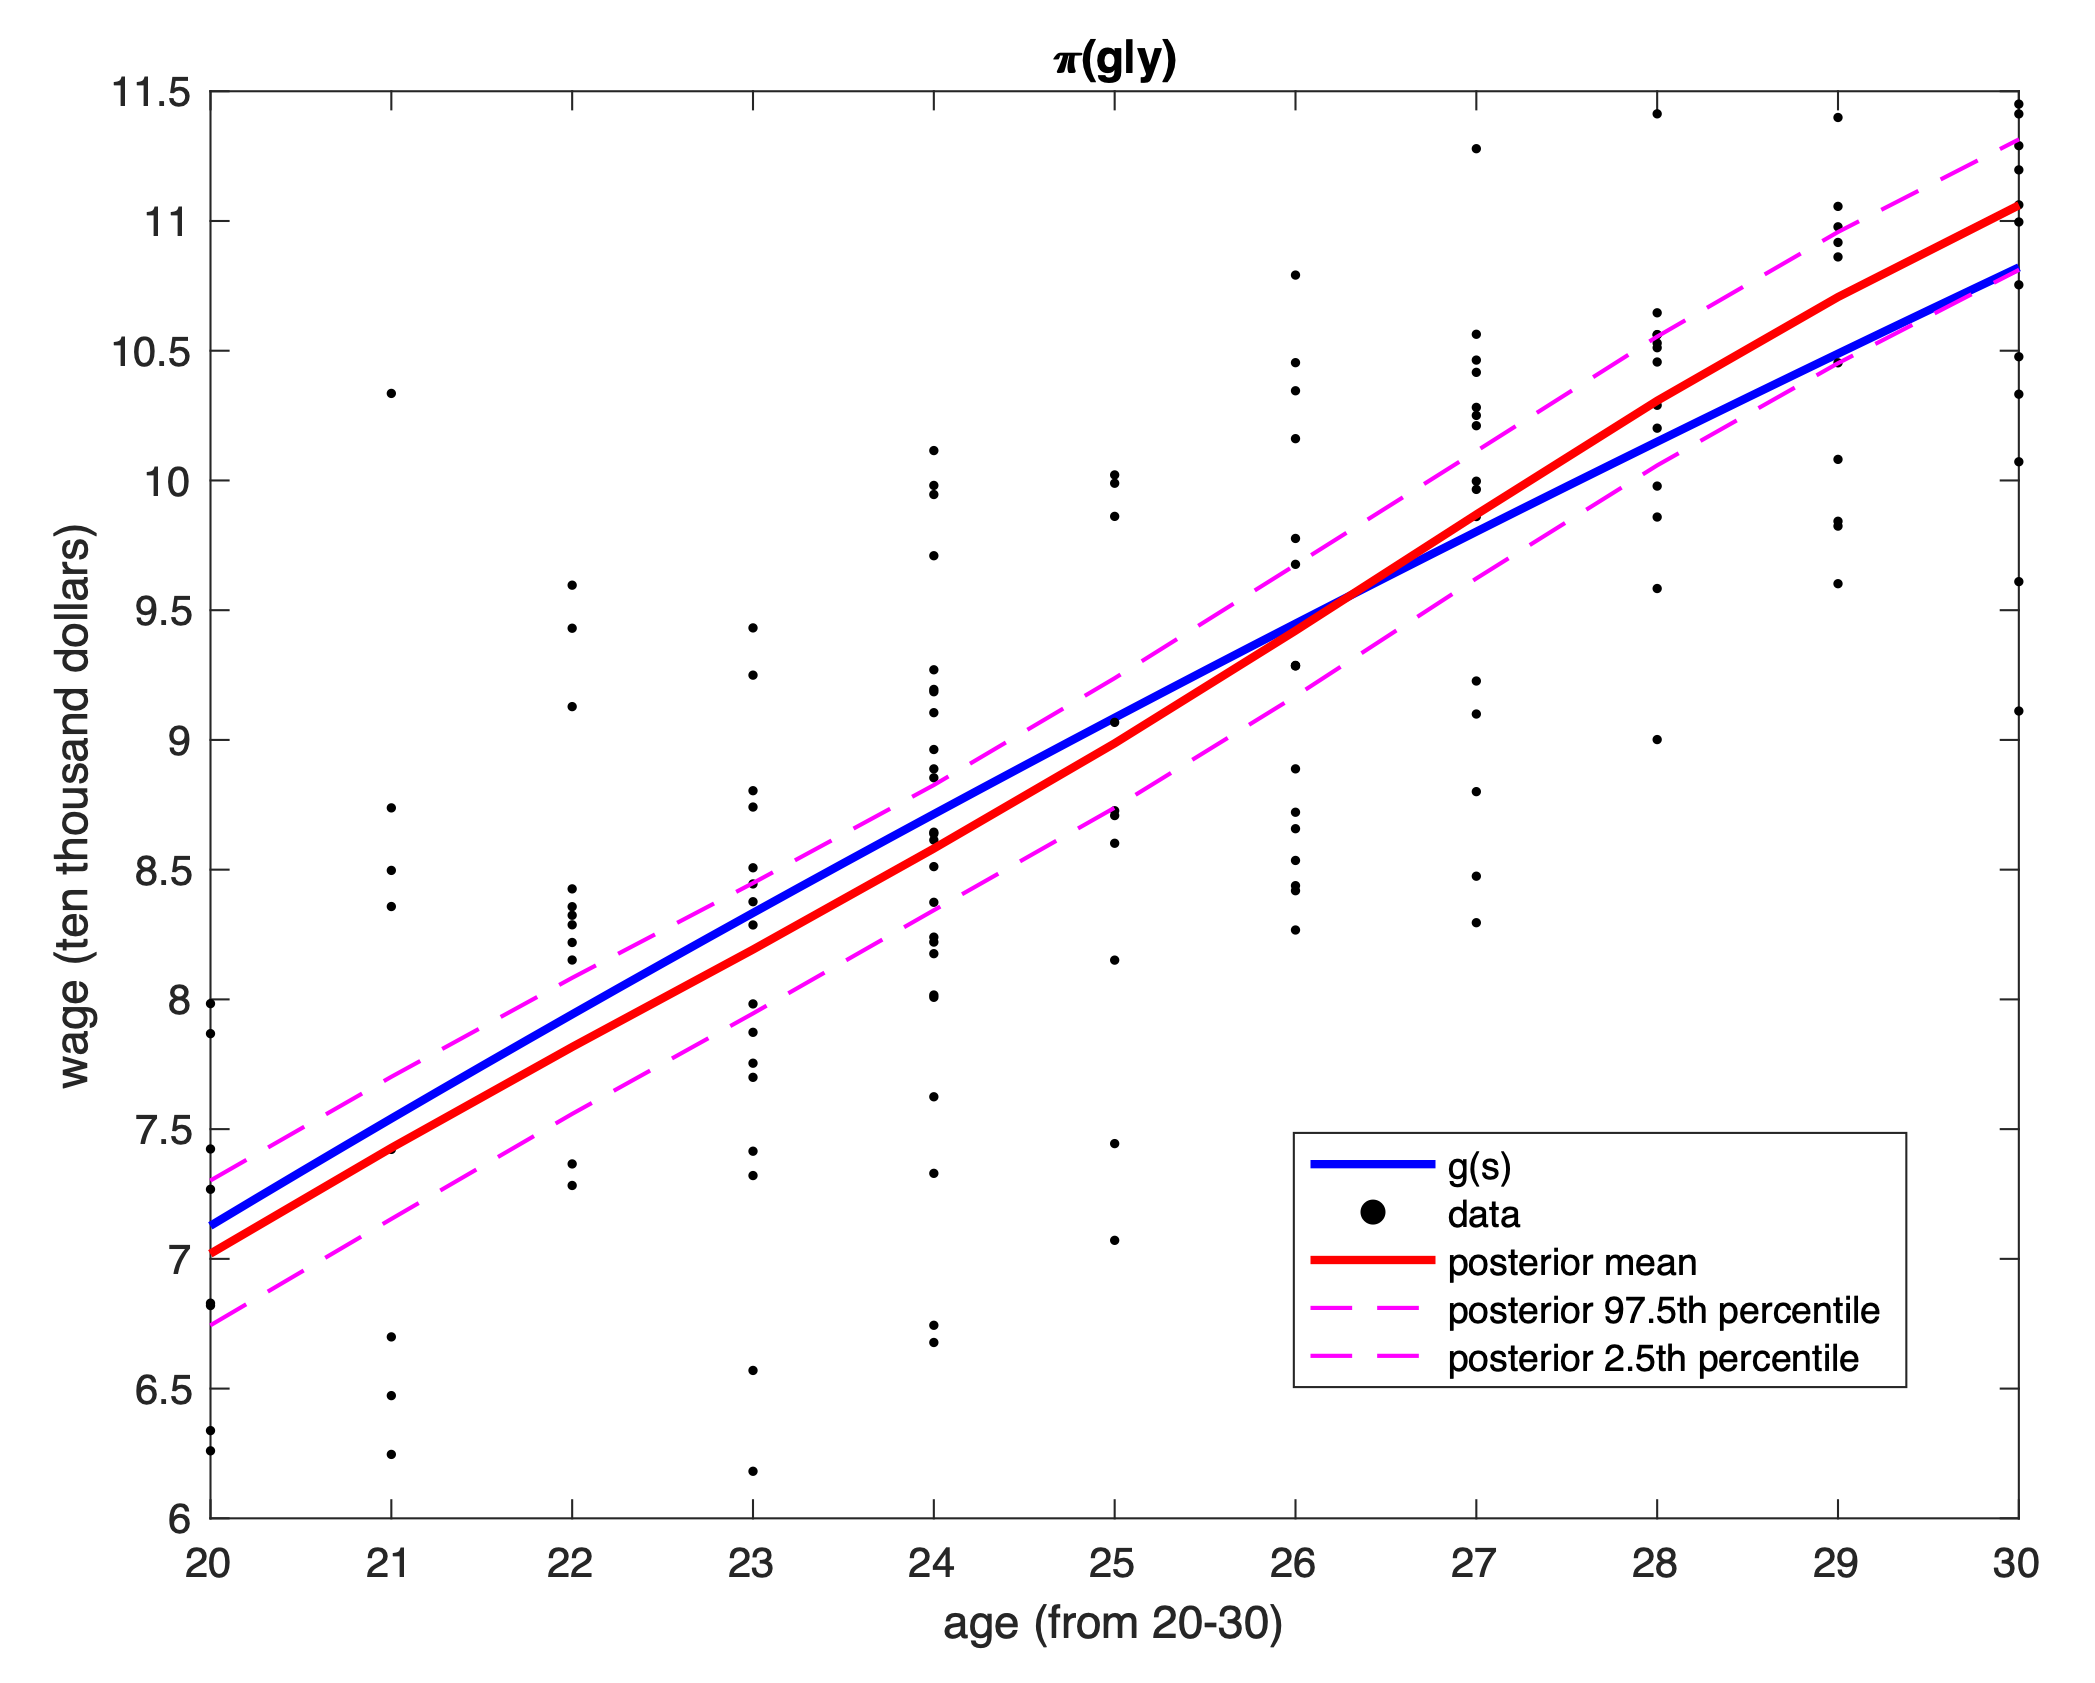 π(g|y)
11.5
11
10.5
10
9.5
9
8.5
8
7.5
7
6.5
6
wage (ten thousand dollars)
g(s)
data
posterior mean
posterior 97.5th percentile
posterior 2.5th percentile
20 21 22 23 24 25 26 27 28 29 30
age (from 20-30)